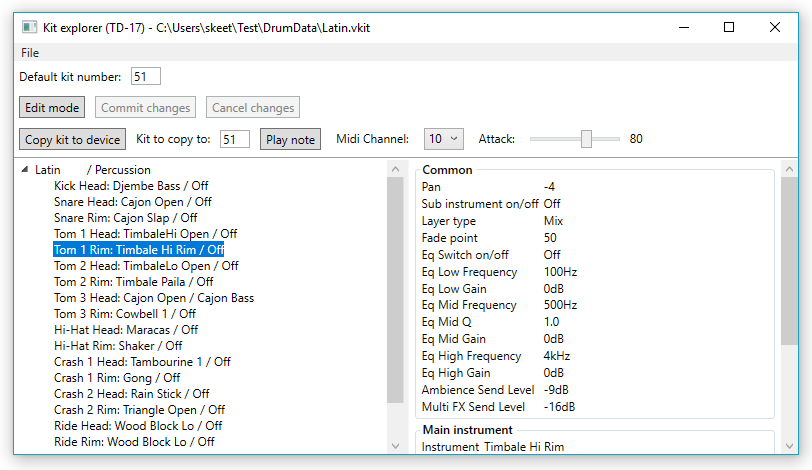 Kit explorer (TD-17) - C:\Users\skeet\Test\DrumData\Latin.vkit
File
Default kit number: 51
Edit mode Commit changes Cancel changes
Copy kit to device Kit to copy to: 51 Play note Midi Channel: 10 Attack: 80
Latin / Percussion
Kick Head: Djembe Bass / Off
Snare Head: Cajon Open / Off
Snare Rim: Cajon Slap / Off
Tom 1 Head: TimbaleHi Open / Off
Tom 1 Rim: Timbale Hi Rim / Off
Tom 2 Head: TimbaleLo Open / Off
Tom 2 Rim: Timbale Paila / Off
Tom 3 Head: Cajon Open / Cajon Bass
Tom 3 Rim: Cowbell 1 / Off
Hi-Hat Head: Maracas / Off
Hi-Hat Rim: Shaker / Off
Crash 1 Head: Tambourine 1 / Off
Crash 1 Rim: Gong / Off
Crash 2 Head: Rain Stick / Off
Crash 2 Rim: Triangle Open / Off
Ride Head: Wood Block Lo / Off
Ride Rim: Wood Block Lo / Off
Common
Pan -4
Sub instrument on/off Off
Layer type Mix
Fade point 50
Eq Switch on/off Off
Eq Low Frequency 100Hz
Eq Low Gain 0dB
Eq Mid Frequency 500Hz
Eq Mid Q 1.0
Eq Mid Gain 0dB
Eq High Frequency 4kHz
Eq High Gain 0dB
Ambience Send Level -9dB
Multi FX Send Level -16dB
Main instrument
Instrument Timbale Hi Rim